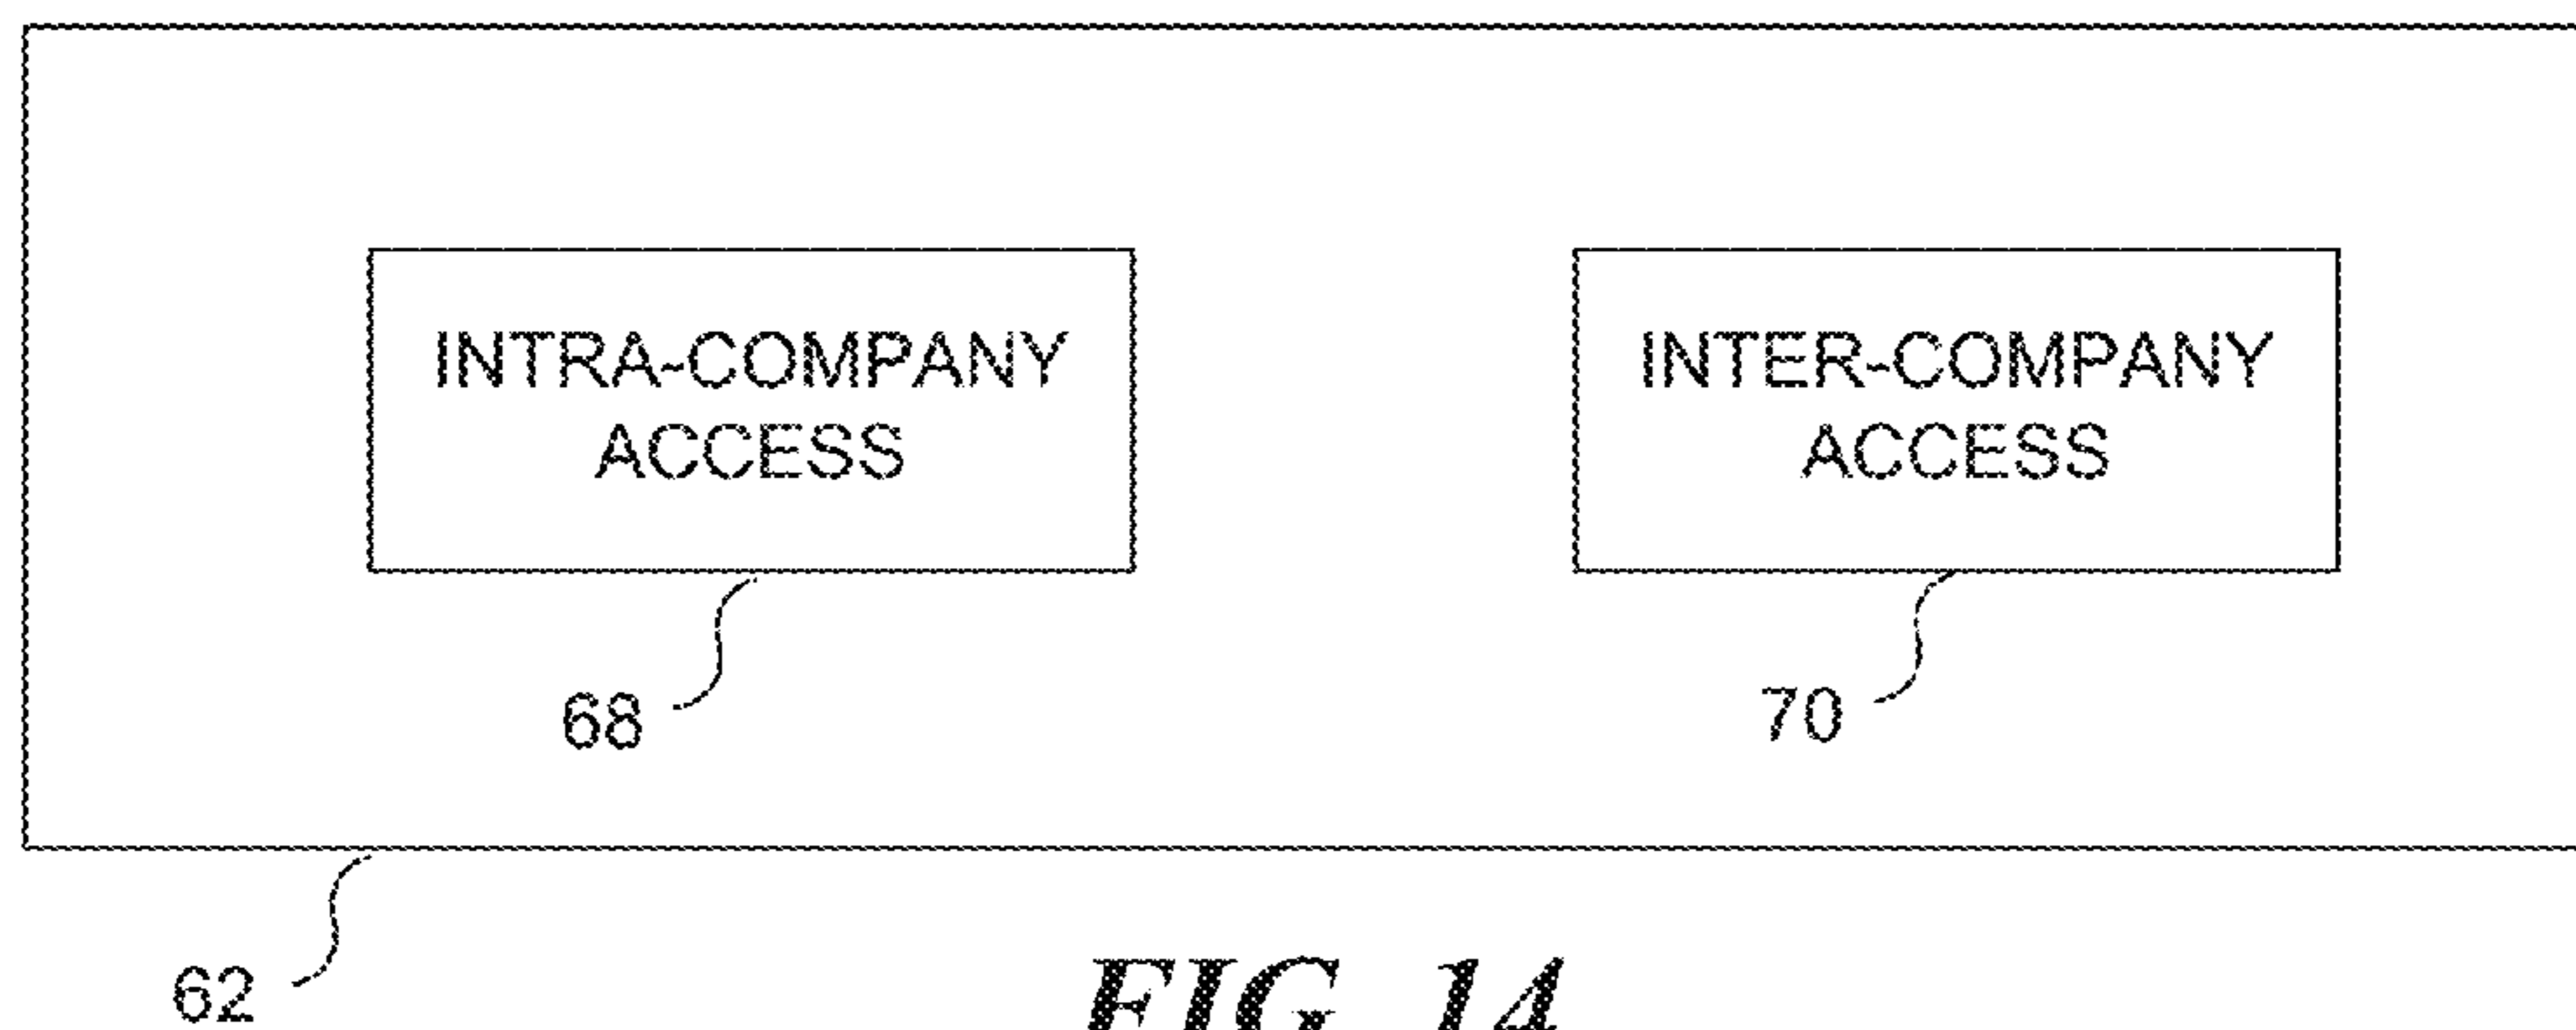 INTRA-COMPANY
ACCESS
INTER-COMPANY
ACCESS
68
70
62
FIG. 14